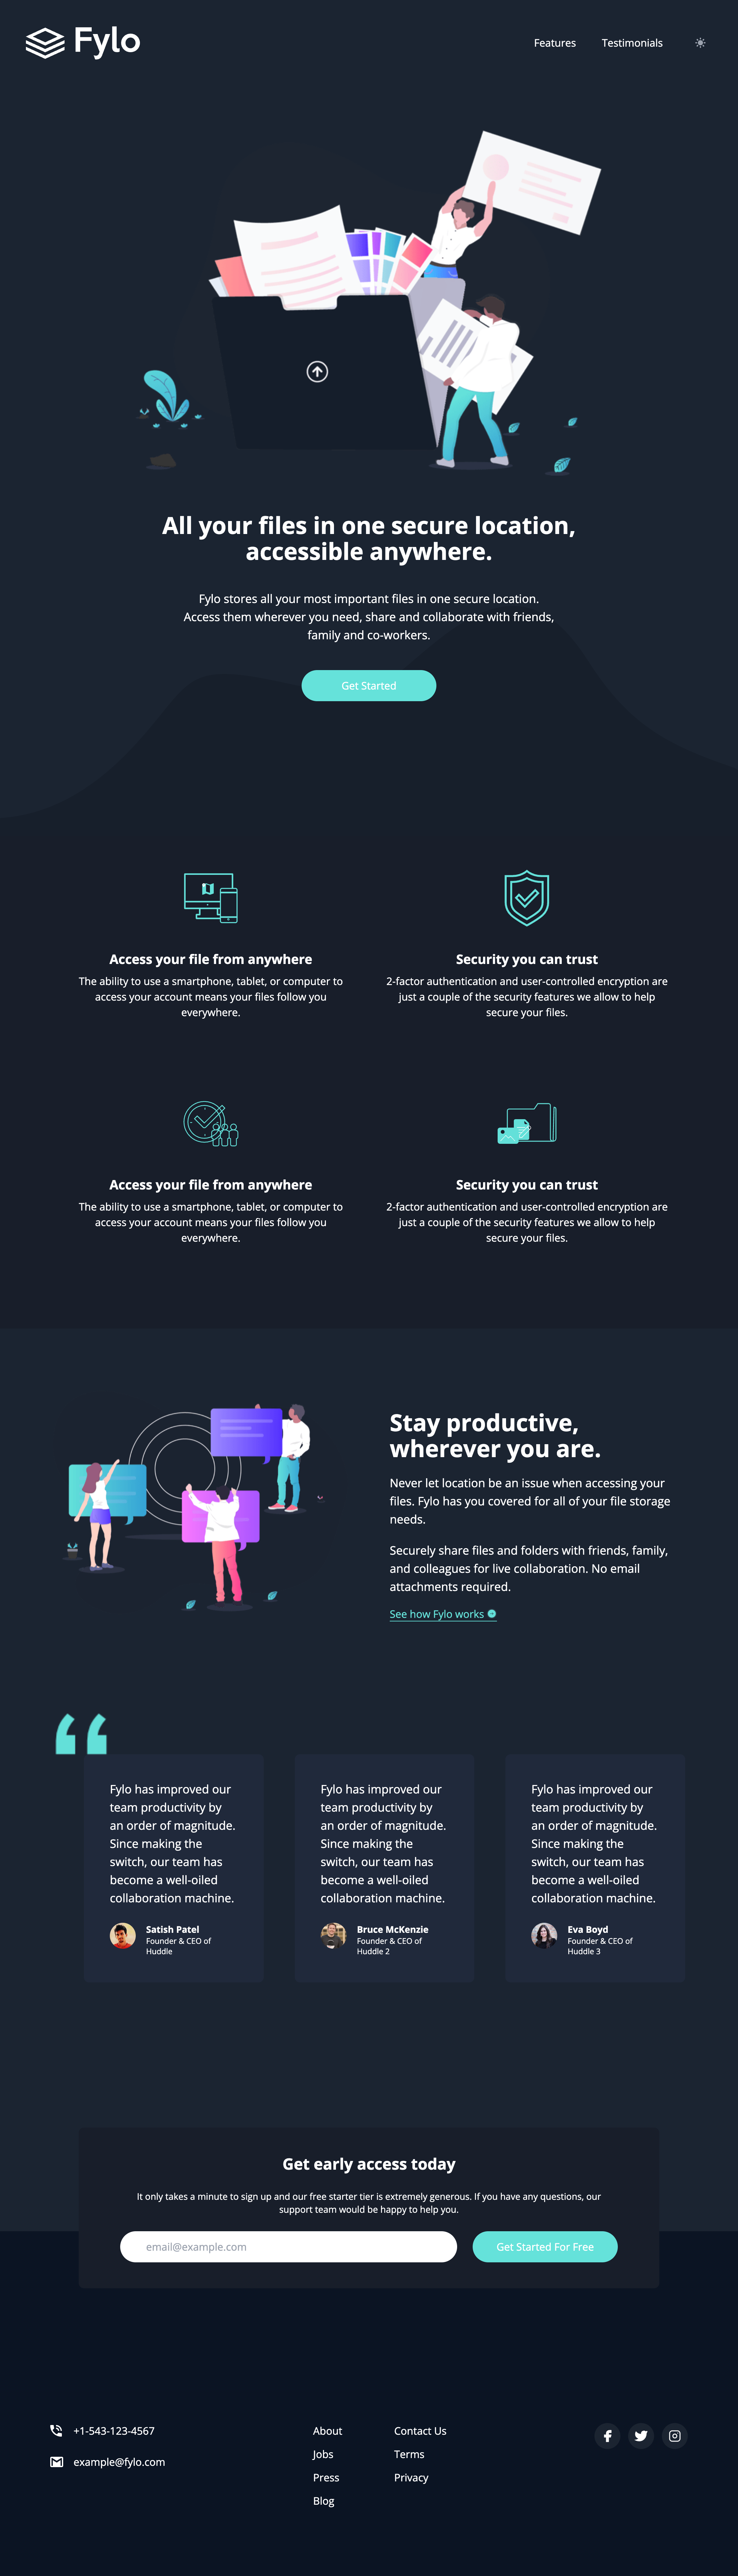 Fylo
Features
Testimonials
All your files in one secure location,
accessible anywhere.
Fylo stores all your most important files in one secure location.
Access them wherever you need, share and collaborate with friends,
family and co-workers.
Get Started
Access your file from anywhere
The ability to use a smartphone, tablet, or computer to
access your account means your files follow you
everywhere.
Security you can trust
2-factor authentication and user-controlled encryption are
just a couple of the security features we allow to help
secure your files.
Access your file from anywhere
The ability to use a smartphone, tablet, or computer to
access your account means your files follow you
everywhere.
Security you can trust
2-factor authentication and user-controlled encryption are
just a couple of the security features we allow to help
secure your files.
Stay productive,
wherever you are.
Never let location be an issue when accessing your
files. Fylo has you covered for all of your file storage
needs.
Securely share files and folders with friends, family,
and colleagues for live collaboration. No email
attachments required.
See how Fylo works
Fylo has improved our
team productivity by
an order of magnitude.
Since making the
switch, our team has
become a well-oiled
collaboration machine.
Satish Patel
Founder & CEO of
Huddle
Fylo has improved our
team productivity by
an order of magnitude.
Since making the
switch, our team has
become a well-oiled
collaboration machine.
Bruce McKenzie
Founder & CEO of
Huddle 2
Fylo has improved our
team productivity by
an order of magnitude.
Since making the
switch, our team has
become a well-oiled
collaboration machine.
Eva Boyd
Founder & CEO of
Huddle 3
Get early access today
It only takes a minute to sign up and our free starter tier is extremely generous. If you have any questions, our
support team would be happy to help you.
email@example.com
Get Started For Free
+1-543-123-4567
example@fylo.com
About
Jobs
Press
Blog
Contact Us
Terms
Privacy